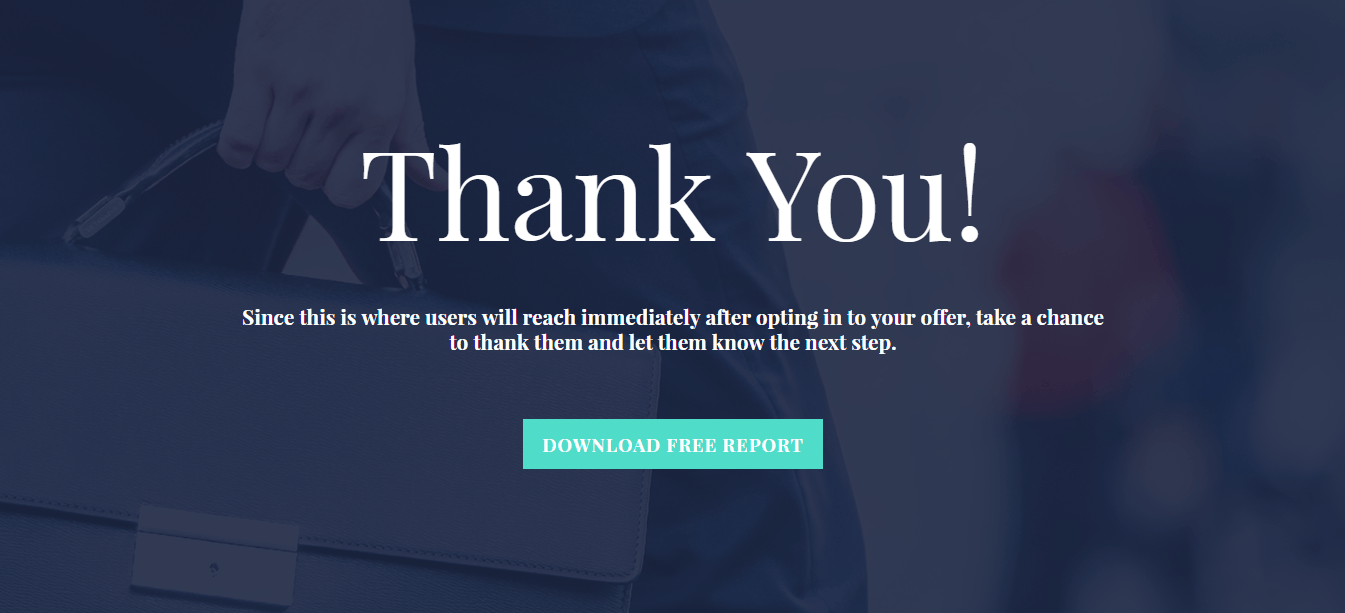 Thank You!
Since this is where users will reach immediately after opting in to your offer, take a chance
to thank them and let them know the next step.
DOWNLOAD FREE REPORT